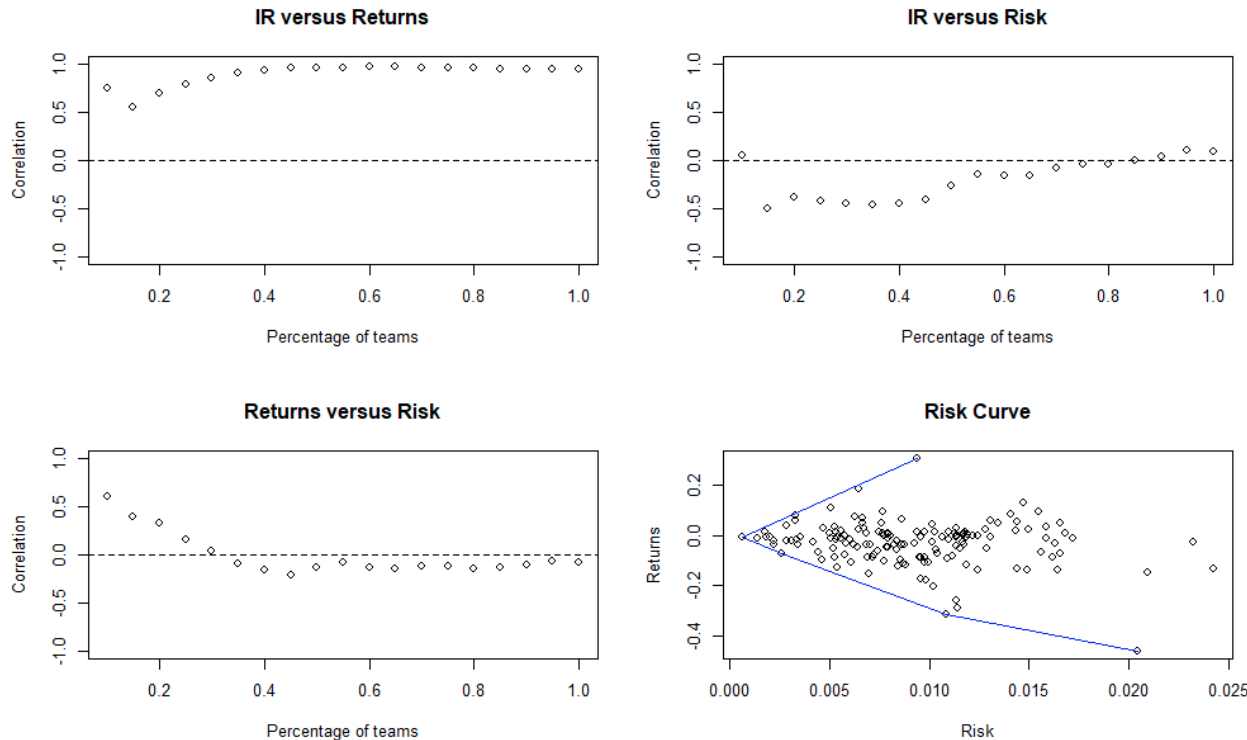 IR versus Returns
Correlation
1.0
0.5
0.0
-0.5
-1.0
0.2 0.4 0.6 0.8 1.0
Percentage of teams
IR versus Risk
Correlation
1.0
0.5
0.0
-0.5
-1.0
0.2 0.4 0.6 0.8 1.0
Percentage of teams
Returns versus Risk
Correlation
1.0
0.5
0.0
-0.5
-1.0
0.2 0.4 0.6 0.8 1.0
Percentage of teams
Risk Curve
Returns
0.2
0.0
-0.2
-0.4
0.000 0.005 0.010 0.015 0.020 0.025
Risk